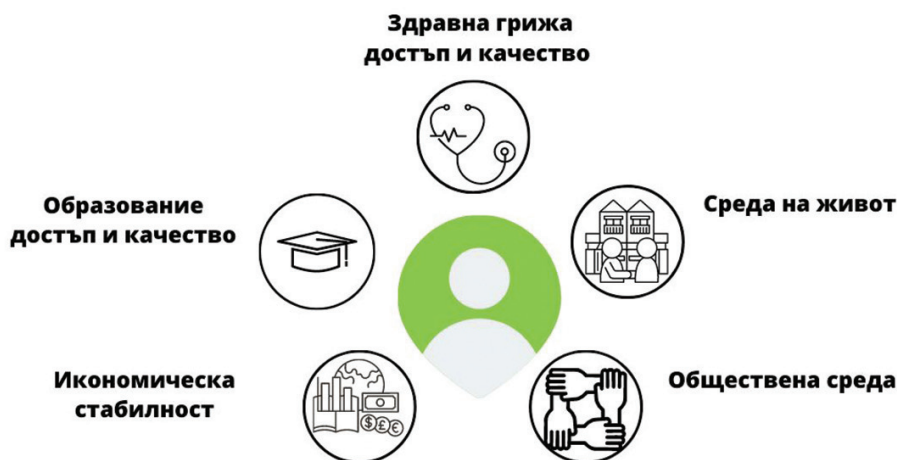 Здравна грижа
достъп и качество
Образование
достъп и качество
Среда на живот
Икономическа
стабилност
Обществена среда
$ £ €